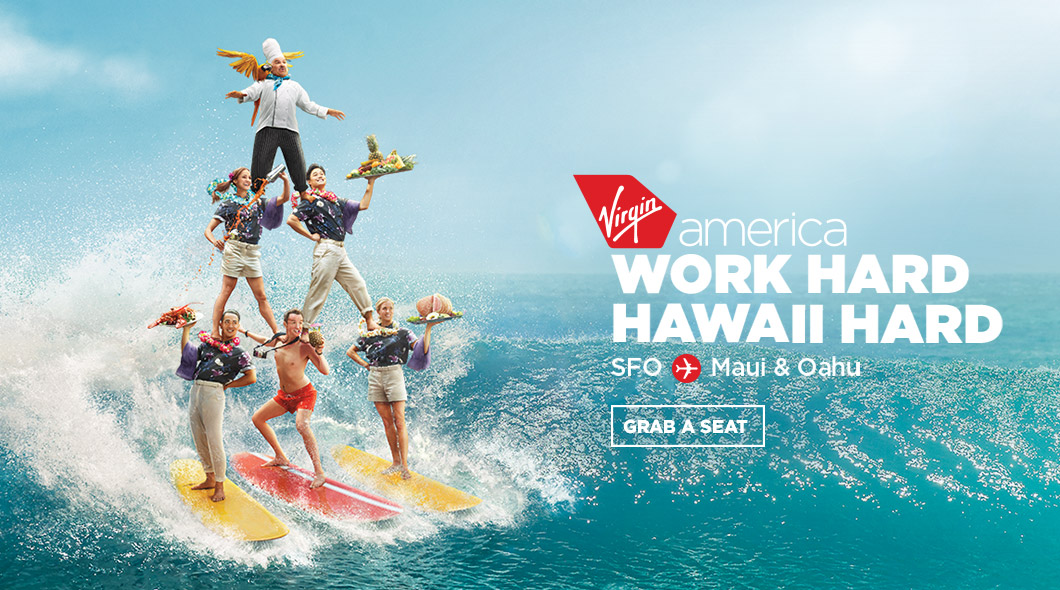 Virgin america
WORK HARD
HAWAII HARD
SFO Maui & Oahu
GRAB A SEAT